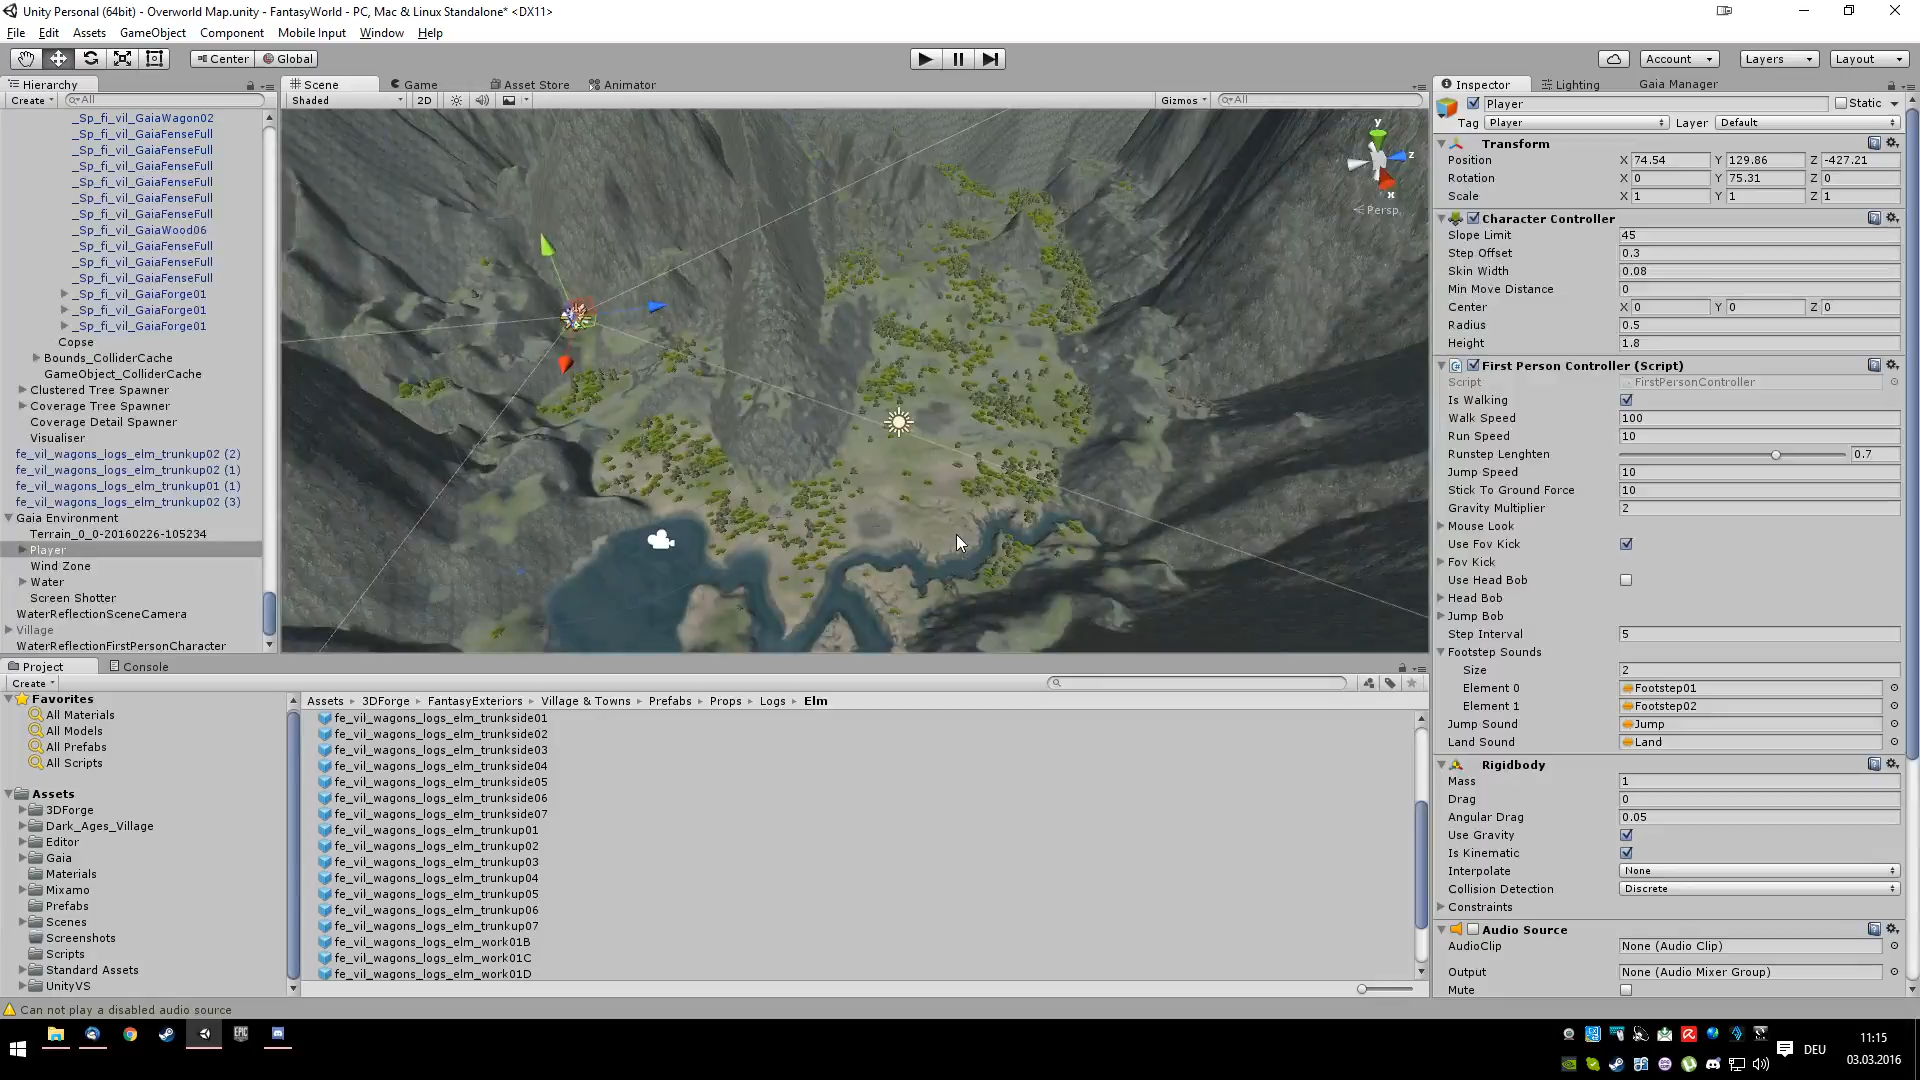 Unity Personal (64bit) - Overworld Map.unity - FantasyWorld - PC, Mac & Linux Standalone* <DX11>
File Edit Assets GameObject Component Mobile Input Window Help
Center Global Account Layers Layout
Hierarchy
Create All
_Sp_fi_vil_GaiaWagon02
_Sp_fi_vil_GaiaFenseFull
_Sp_fi_vil_GaiaFenseFull
_Sp_fi_vil_GaiaFenseFull
_Sp_fi_vil_GaiaFenseFull
_Sp_fi_vil_GaiaFenseFull
_Sp_fi_vil_GaiaFenseFull
_Sp_fi_vil_GaiaWood06
_Sp_fi_vil_GaiaFenseFull
_Sp_fi_vil_GaiaFenseFull
_Sp_fi_vil_GaiaFenseFull
_Sp_fi_vil_GaiaForge01
_Sp_fi_vil_GaiaForge01
_Sp_fi_vil_GaiaForge01
Copse
Bounds_ColliderCache
GameObject_ColliderCache
Clustered Tree Spawner
Coverage Tree Spawner
Coverage Detail Spawner
Visualiser
fe_vil_wagons_logs_elm_trunkup02 (2)
fe_vil_wagons_logs_elm_trunkup02 (1)
fe_vil_wagons_logs_elm_trunkup01 (1)
fe_vil_wagons_logs_elm_trunkup02 (3)
Gaia Environment
Terrain_0_0-20160226-105234
Player
Wind Zone
Water
Screen Shotter
WaterReflectionSceneCamera
Village
WaterReflectionFirstPersonCharacter
Scene Game Asset Store Animator
Shaded 2D Gizmos All
y
z
x
Persp
Inspector Lighting Gaia Manager
Player Static
Tag Player Layer Default
Transform
Position X 74.54 Y 129.86 Z -427.21
Rotation X 0 Y 75.31 Z 0
Scale X 1 Y 1 Z 1
Character Controller
Slope Limit 45
Step Offset 0.3
Skin Width 0.08
Min Move Distance 0
Center X 0 Y 0 Z 0
Radius 0.5
Height 1.8
First Person Controller (Script)
Script FirstPersonController
Is Walking
Walk Speed 100
Run Speed 10
Runstep Lenghten 0.7
Jump Speed 10
Stick To Ground Force 10
Gravity Multiplier 2
Mouse Look
Use Fov Kick
Fov Kick
Use Head Bob
Head Bob
Jump Bob
Step Interval 5
Footstep Sounds
Size 2
Element 0 Footstep01
Element 1 Footstep02
Jump Sound Jump
Land Sound Land
Rigidbody
Mass 1
Drag 0
Angular Drag 0.05
Use Gravity
Is Kinematic
Interpolate None
Collision Detection Discrete
Constraints
Audio Source
AudioClip None (Audio Clip)
Output None (Audio Mixer Group)
Mute
Project Console
Create
Favorites
All Materials
All Models
All Prefabs
All Scripts
Assets
3DForge
Dark_Ages_Village
Editor
Gaia
Materials
Mixamo
Prefabs
Scenes
Screenshots
Scripts
Standard Assets
UnityVS
Assets 3DForge FantasyExteriors Village & Towns Prefabs Props Logs Elm
fe_vil_wagons_logs_elm_trunkside01
fe_vil_wagons_logs_elm_trunkside02
fe_vil_wagons_logs_elm_trunkside03
fe_vil_wagons_logs_elm_trunkside04
fe_vil_wagons_logs_elm_trunkside05
fe_vil_wagons_logs_elm_trunkside06
fe_vil_wagons_logs_elm_trunkside07
fe_vil_wagons_logs_elm_trunkup01
fe_vil_wagons_logs_elm_trunkup02
fe_vil_wagons_logs_elm_trunkup03
fe_vil_wagons_logs_elm_trunkup04
fe_vil_wagons_logs_elm_trunkup05
fe_vil_wagons_logs_elm_trunkup06
fe_vil_wagons_logs_elm_trunkup07
fe_vil_wagons_logs_elm_work01B
fe_vil_wagons_logs_elm_work01C
fe_vil_wagons_logs_elm_work01D
Can not play a disabled audio source
EPIC
DEU
11:15
03.03.2016